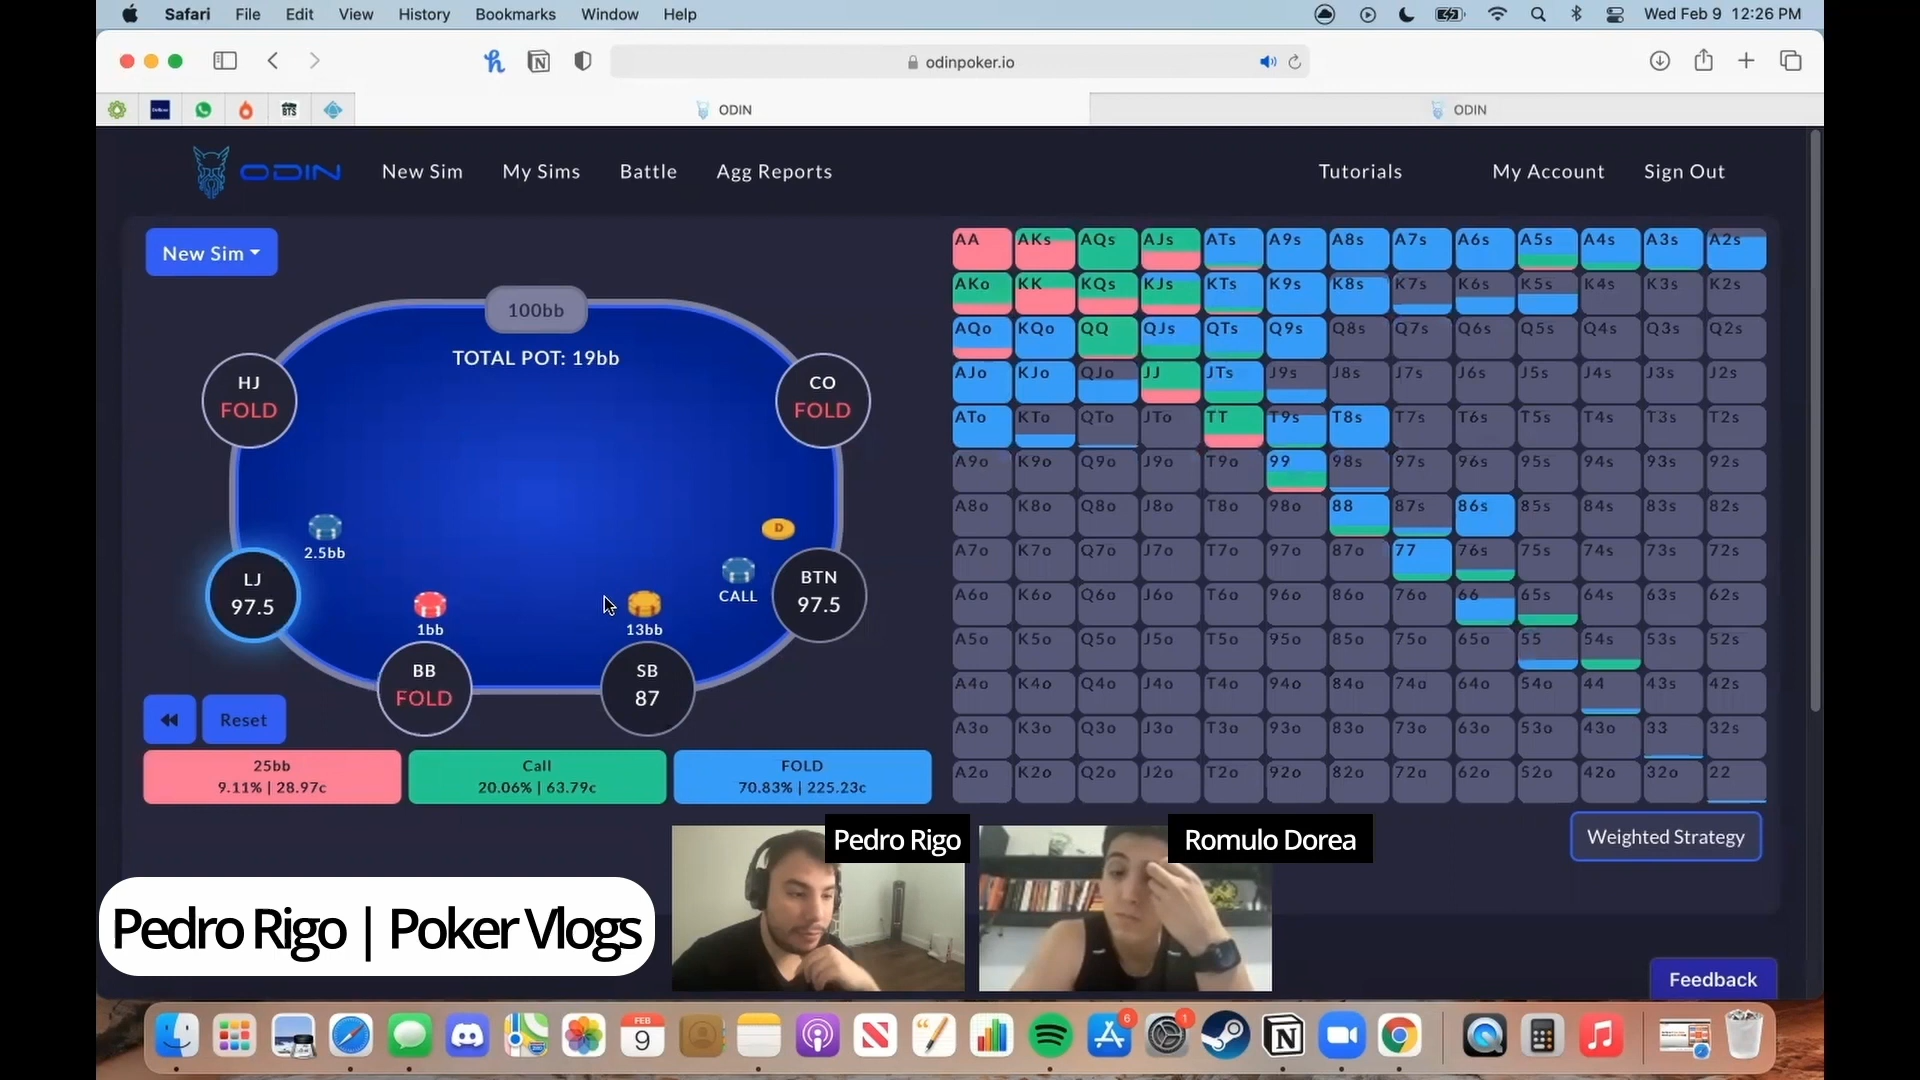 Safari File Edit View History Bookmarks Window Help Wed Feb 9 12:26 PM
odinpoker.io
BTS ODIN ODIN
ODIN New Sim My Sims Battle Agg Reports Tutorials My Account Sign Out
New Sim
100bb
TOTAL POT: 19bb
HJ
FOLD
CO
FOLD
D
2.5bb
CALL
LJ
97.5
BTN
97.5
1bb
13bb
BB
FOLD
SB
87
Reset
25bb
9.11% | 28.97c
Call
20.06% | 63.79c
FOLD
70.83% | 225.23c
AA AKs AQs AJs ATs A9s A8s A7s A6s A5s A4s A3s A2s
AKo KK KQs KJs KTs K9s K8s K7s K6s K5s K4s K3s K2s
AQo KQo QQ QJs QTs Q9s Q8s Q7s Q6s Q5s Q4s Q3s Q2s
AJo KJo QJo JJ JTs J9s J8s J7s J6s J5s J4s J3s J2s
ATo KTo QTo JTo TT T9s T8s T7s T6s T5s T4s T3s T2s
A9o K9o Q9o J9o T9o 99 98s 97s 96s 95s 94s 93s 92s
A8o K8o Q8o J8o T8o 98o 88 87s 86s 85s 84s 83s 82s
A7o K7o Q7o J7o T7o 97o 87o 77 76s 75s 74s 73s 72s
A6o K6o Q6o J6o T6o 96o 86o 76o 66 65s 64s 63s 62s
A5o K5o Q5o J5o T5o 95o 85o 75o 65o 55 54s 53s 52s
A4o K4o Q4o J4o T4o 94o 84o 74o 64o 54o 44 43s 42s
A3o K3o Q3o J3o T3o 93o 83o 73o 63o 53o 43o 33 32s
A2o K2o Q2o J2o T2o 92o 82o 72o 62o 52o 42o 32o 22
Weighted Strategy
Pedro Rigo
Romulo Dorea
Pedro Rigo | Poker Vlogs
Feedback
FEB
9
6
1